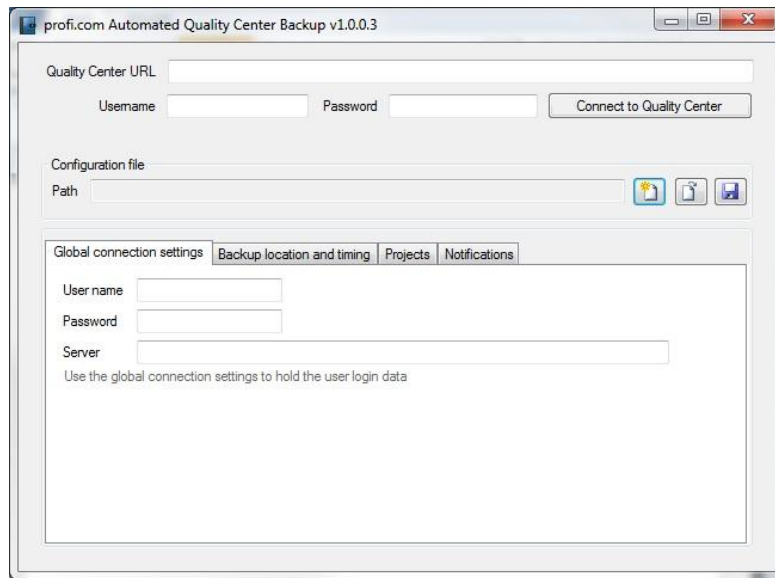 profi.com Automated Quality Center Backup v1.0.0.3
Quality Center URL
Username Password Connect to Quality Center
Configuration file
Path
Global connection settings Backup location and timing Projects Notifications
User name
Password
Server
Use the global connection settings to hold the user login data